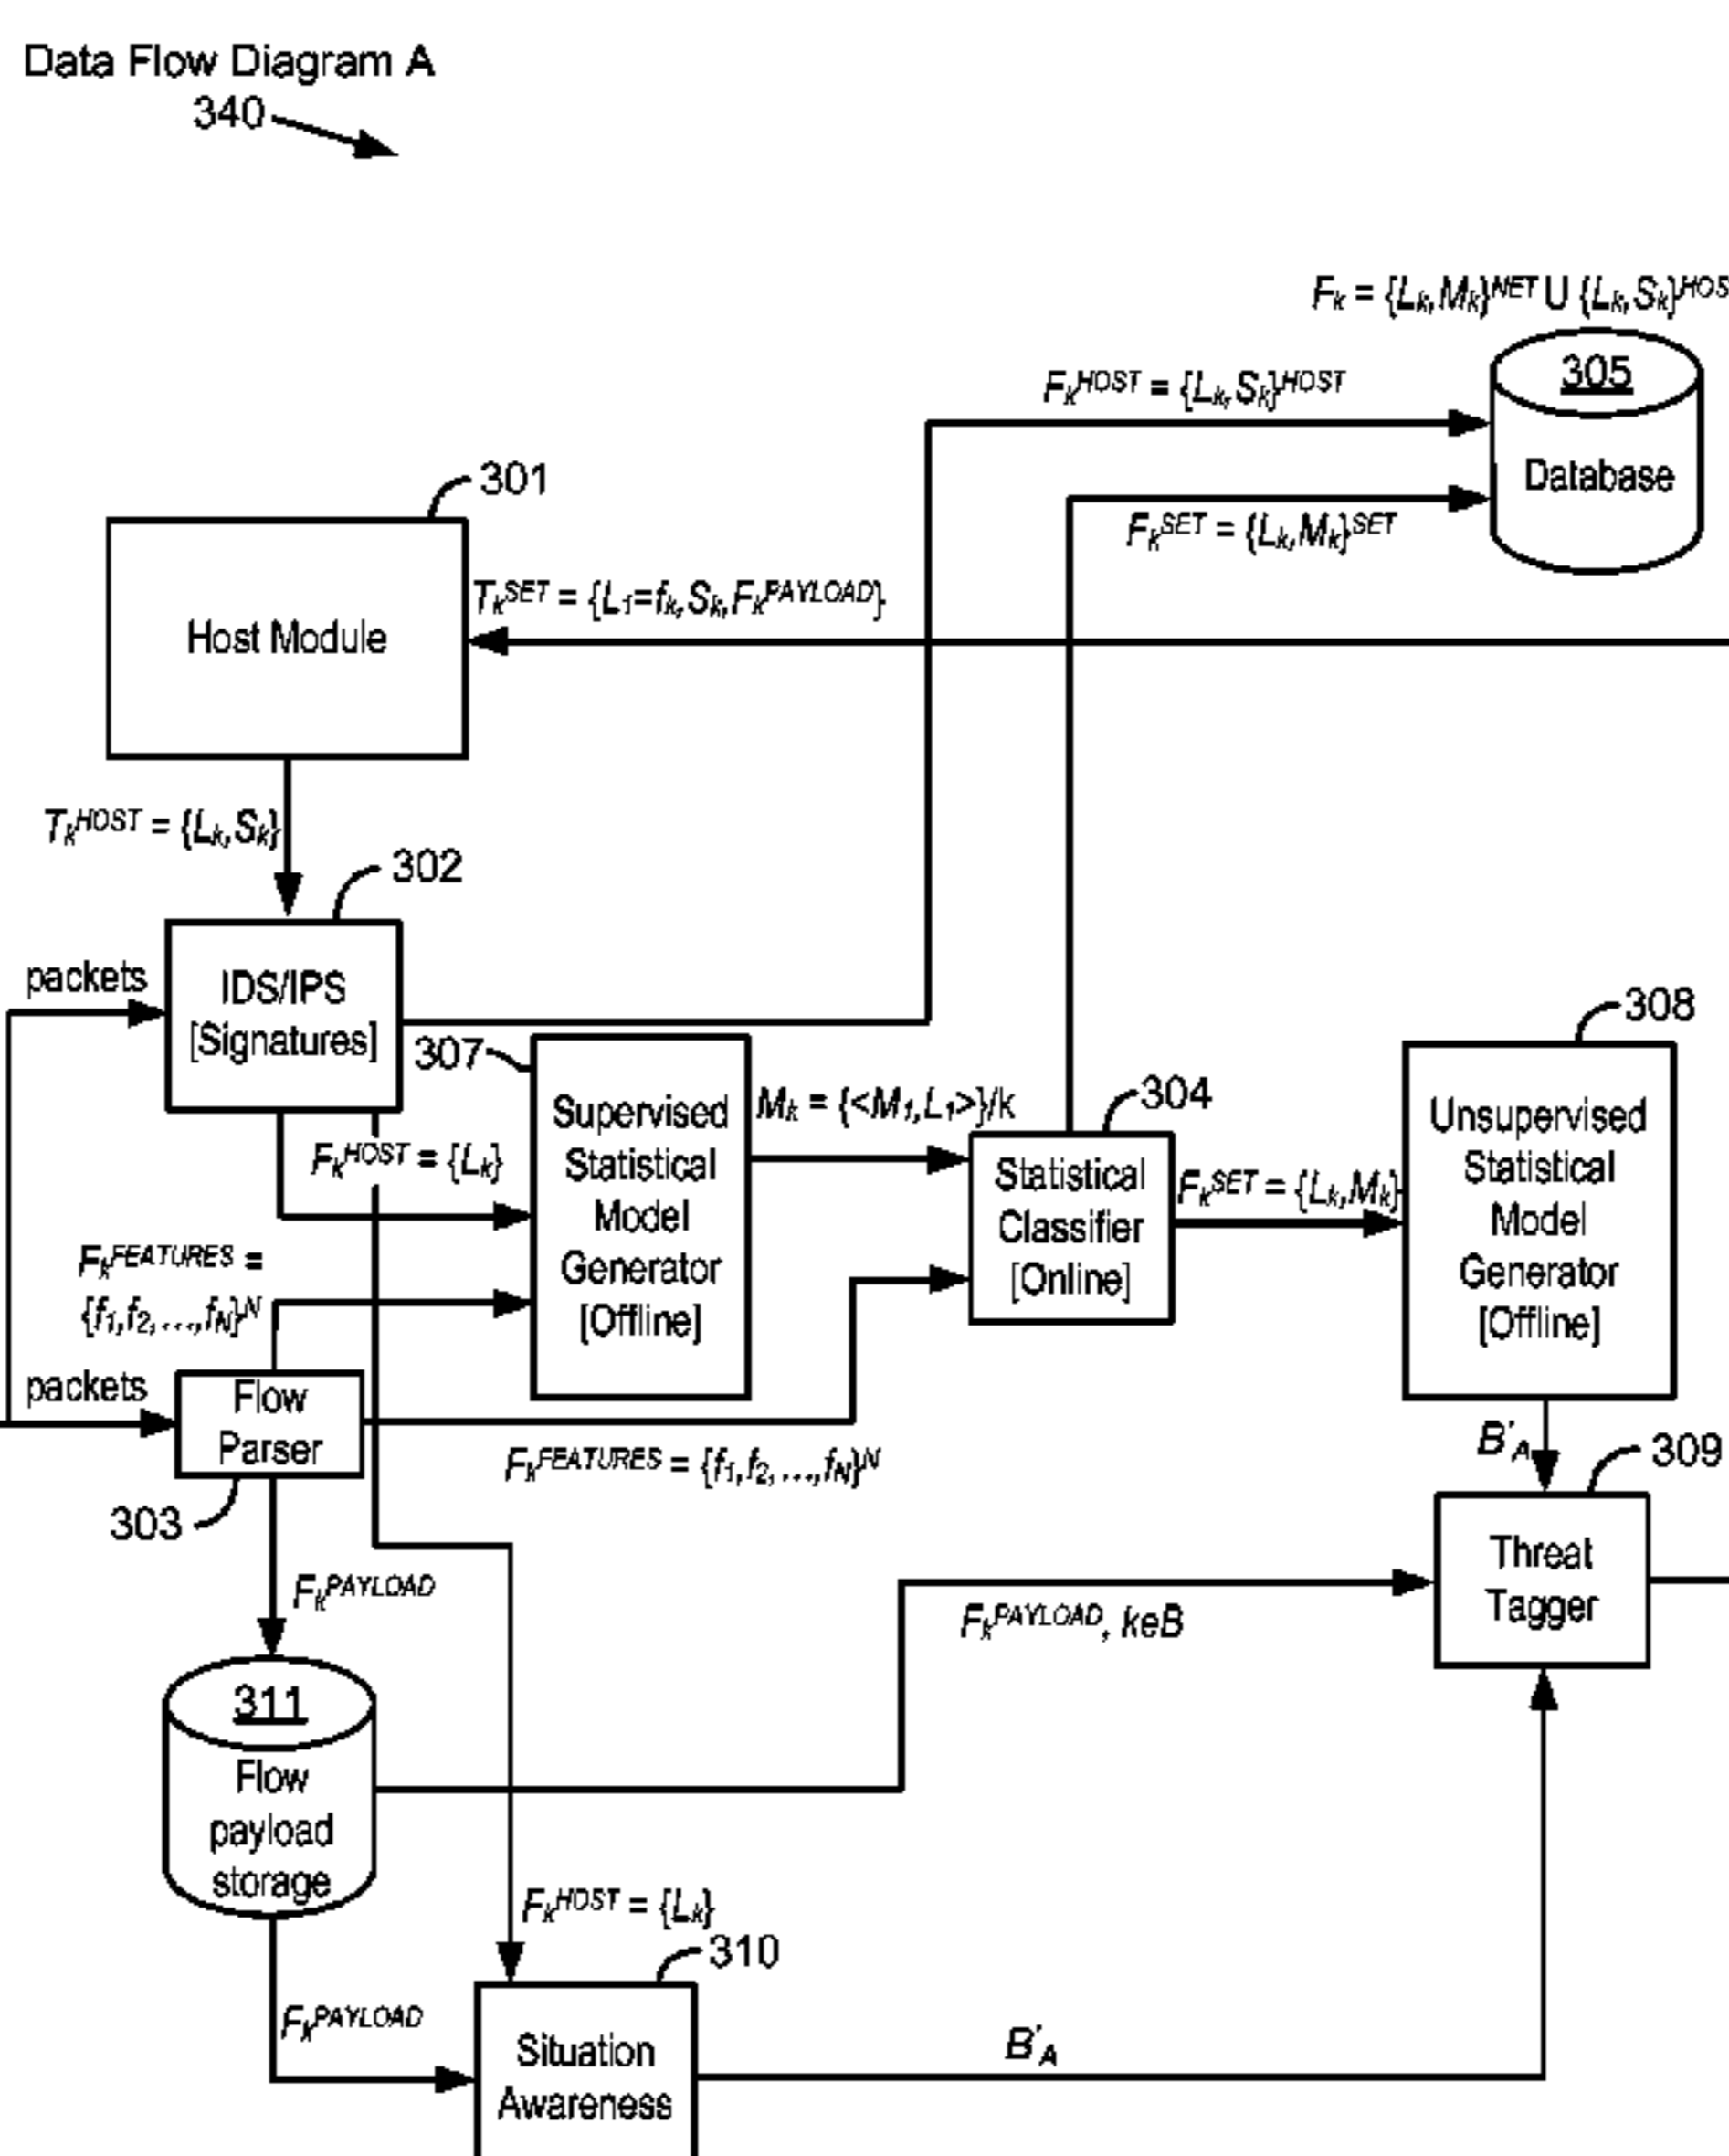 Data Flow Diagram A
340
Fk = {Lk,Mk}NET U {Lk,Sk}HOS
305
Database
FkHOST = {Lk,Sk}HOST
FkSET = {Lk,Mk}SET
301
Host Module
TkSET = {L1=fk,Sk,FkPAYLOAD}
TkHOST = {Lk,Sk}
302
packets
IDS/IPS
[Signatures]
307
Supervised
Statistical
Model
Generator
[Offline]
FkHOST = {Lk}
Mk = {<M1,L1>}/k
304
Statistical
Classifier
[Online]
FkSET = {Lk,Mk}
308
Unsupervised
Statistical
Model
Generator
[Offline]
FkFEATURES =
{f1,f2,...,fN}N
packets
Flow
Parser
303
FkFEATURES = {f1,f2,...,fN}N
B'A
309
Threat
Tagger
FkPAYLOAD
FkPAYLOAD, keB
311
Flow
payload
storage
FkHOST = {Lk}
310
FkPAYLOAD
Situation
Awareness
B'A